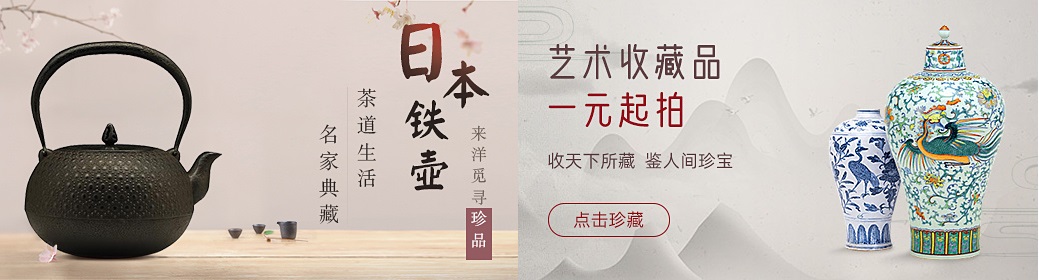 日本铁壶
来洋觅寻珍品
茶道生活
名家典藏
艺术收藏品
一元起拍
收天下所藏 鉴人间珍宝
点击珍藏